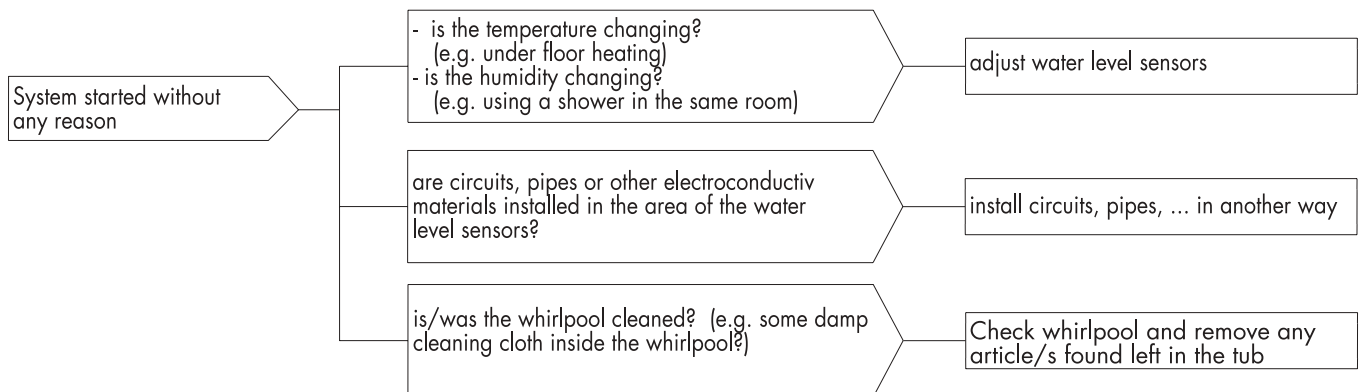 System started without
any reason
- is the temperature changing?
(e.g. under floor heating)
- is the humidity changing?
(e.g. using a shower in the same room)
adjust water level sensors
are circuits, pipes or other electroconductiv
materials installed in the area of the water
level sensors?
install circuits, pipes, ... in another way
is/was the whirlpool cleaned? (e.g. some damp
cleaning cloth inside the whirlpool?)
Check whirlpool and remove any
article/s found left in the tub